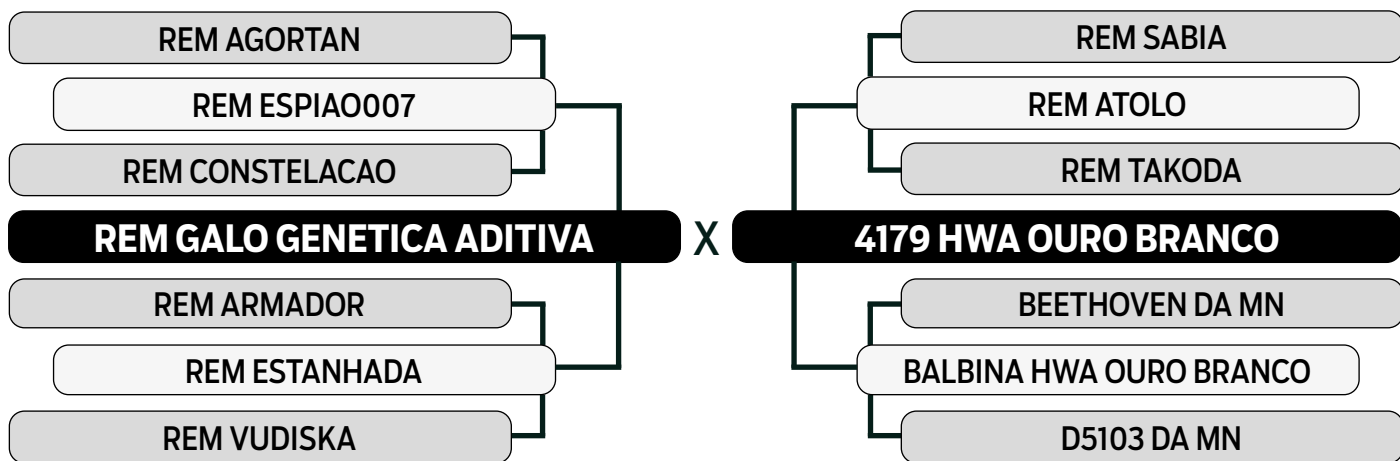 REM AGORTAN
REM ESPIAO007
REM CONSTELACAO
REM GALO GENETICA ADITIVA
REM ARMADOR
REM ESTANHADA
REM VUDISKA
X
REM SABIA
REM ATOLO
REM TAKODA
4179 HWA OURO BRANCO
BEETHOVEN DA MN
BALBINA HWA OURO BRANCO
D5103 DA MN